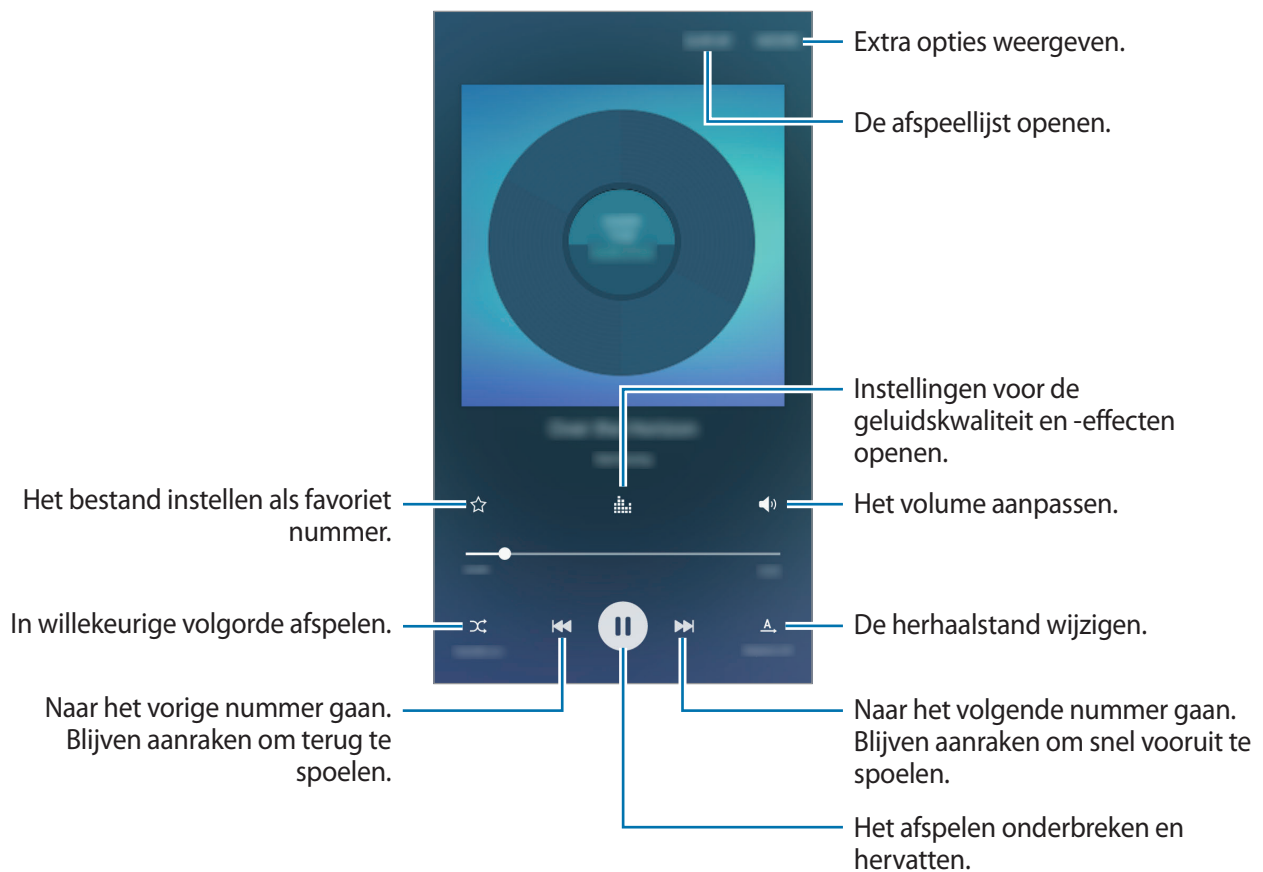 Extra opties weergeven.
De afspeellijst openen.
Instellingen voor de
geluidskwaliteit en -effecten
openen.
Het bestand instellen als favoriet
nummer.
Het volume aanpassen.
In willekeurige volgorde afspelen.
A
De herhaalstand wijzigen.
Naar het vorige nummer gaan.
Blijven aanraken om terug te
spoelen.
Naar het volgende nummer gaan.
Blijven aanraken om snel vooruit te
spoelen.
Het afspelen onderbreken en
hervatten.